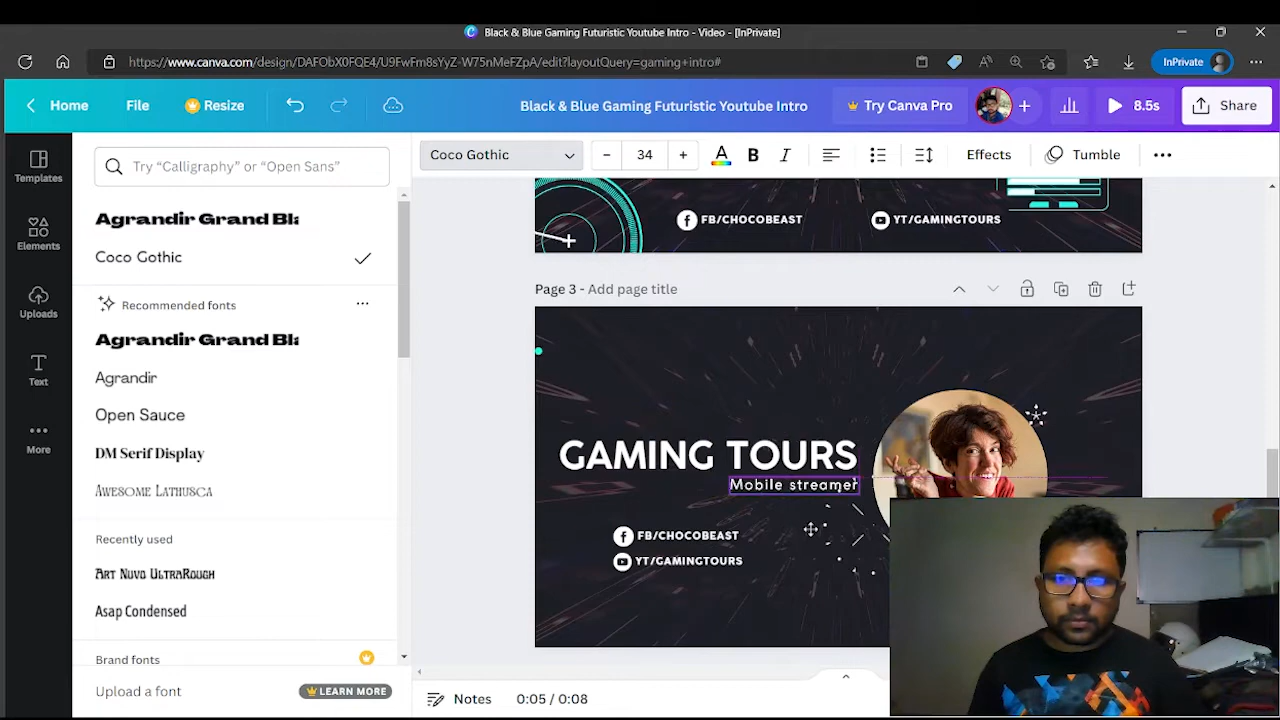 Black & Blue Gaming Futuristic Youtube Intro - Video - [InPrivate]
https://www.canva.com/design/DAFObX0FQE4/U9FwFm8sYyZ-W75nMeFZpA/edit?layoutQuery=gaming+intro#
InPrivate
Home File Resize Black & Blue Gaming Futuristic Youtube Intro Try Canva Pro 8.5s Share
Templates
Elements
Uploads
Text
More
Try “Calligraphy” or “Open Sans”
Agrandir Grand Bla
Coco Gothic
Recommended fonts
Agrandir Grand Bla
Agrandir
Open Sauce
DM Serif Display
Awesome Lathusca
Recently used
Art Nuvo UltraRough
Asap Condensed
Brand fonts
Upload a font LEARN MORE
Coco Gothic - 34 + A B I Effects Tumble
FB/CHOCOBEAST YT/GAMINGTOURS
Page 3 - Add page title
GAMING TOURS
Mobile streamer
FB/CHOCOBEAST
YT/GAMINGTOURS
Notes 0:05 / 0:08